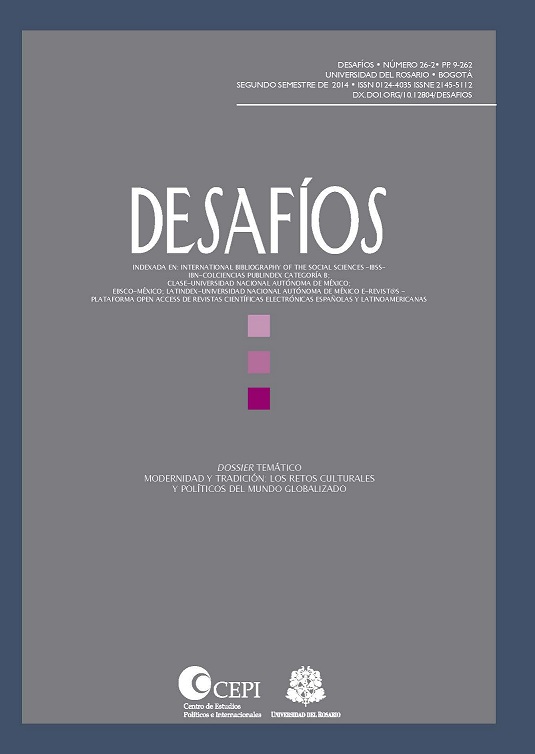 DESAFÍOS • NÚMERO 26-2• PP. 9-262
UNIVERSIDAD DEL ROSARIO • BOGOTÁ
SEGUNDO SEMESTRE DE 2014 • ISSN 0124-4035 ISSNE 2145-5112
DX.DOI.ORG/10.12804/DESAFIOS
DESAFÍOS
INDEXADA EN: INTERNATIONAL BIBLIOGRAPHY OF THE SOCIAL SCIENCES -IBSS-
IBN-COLCIENCIAS PUBLINDEX CATEGORÍA B;
CLASE-UNIVERSIDAD NACIONAL AUTÓNOMA DE MÉXICO;
EBSCO-MÉXICO; LATINDEX-UNIVERSIDAD NACIONAL AUTÓNOMA DE MÉXICO E-REVIST@S -
PLATAFORMA OPEN ACCESS DE REVISTAS CIENTÍFICAS ELECTRÓNICAS ESPAÑOLAS Y LATINOAMERICANAS
DOSSIER TEMÁTICO
MODERNIDAD Y TRADICIÓN: LOS RETOS CULTURALES
Y POLÍTICOS DEL MUNDO GLOBALIZADO
CEPI
Centro de Estudios
Políticos e Internacionales
UNIVERSIDAD DEL ROSARIO